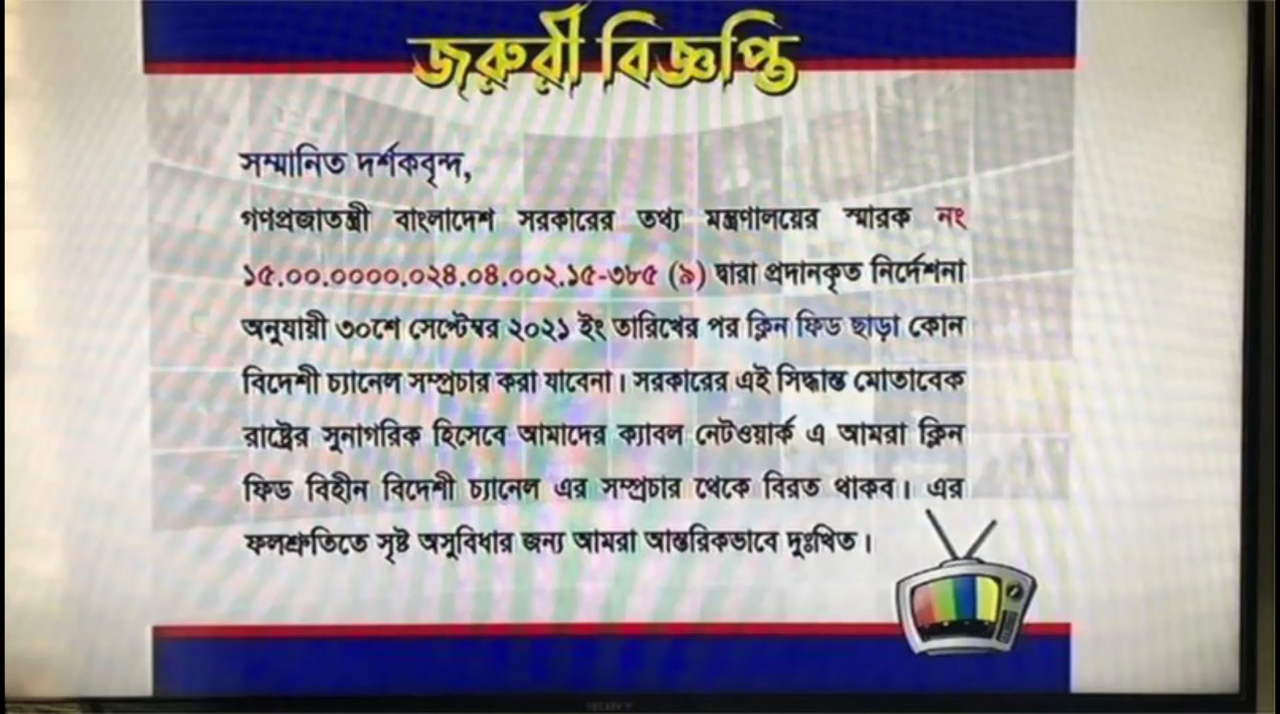 জরুরী বিজ্ঞপ্তি
সম্মানিত দর্শকবৃন্দ,
গণপ্রজাতন্ত্রী বাংলাদেশ সরকারের তথ্য মন্ত্রণালয়ের স্মারক নং
১৫.০০.০০০০.০২৪.০৪.০০২.১৫-৩৮৫ (৯) দ্বারা প্রদানকৃত নির্দেশনা
অনুযায়ী ৩০শে সেপ্টেম্বর ২০২১ ইং তারিখের পর ক্লিন ফিড ছাড়া কোন
বিদেশী চ্যানেল সম্প্রচার করা যাবেনা। সরকারের এই সিদ্ধান্ত মোতাবেক
রাষ্ট্রের সুনাগরিক হিসেবে আমাদের ক্যাবল নেটওয়ার্ক এ আমরা ক্লিন
ফিড বিহীন বিদেশী চ্যানেল এর সম্প্রচার থেকে বিরত থাকব। এর
ফলশ্রুতিতে সৃষ্ট অসুবিধার জন্য আমরা আন্তরিকভাবে দুঃখিত।